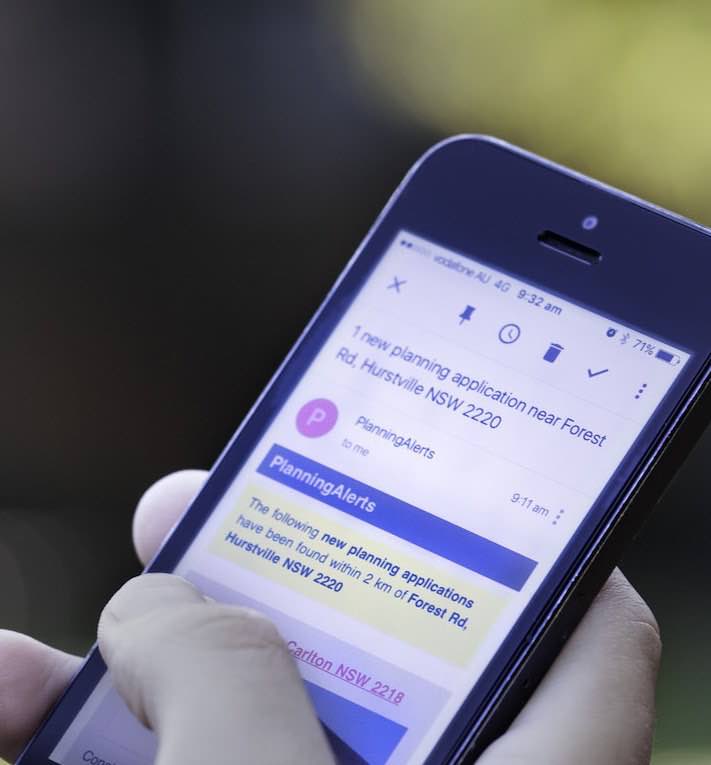 vodafone AU 4G 9:32 am 71%
1 new planning application near Forest
Rd, Hurstville NSW 2220
P
PlanningAlerts
to me
9:11 am
PlanningAlerts
The following new planning applications
have been found within 2 km of Forest Rd,
Hurstville NSW 2220
Carlton NSW 2218